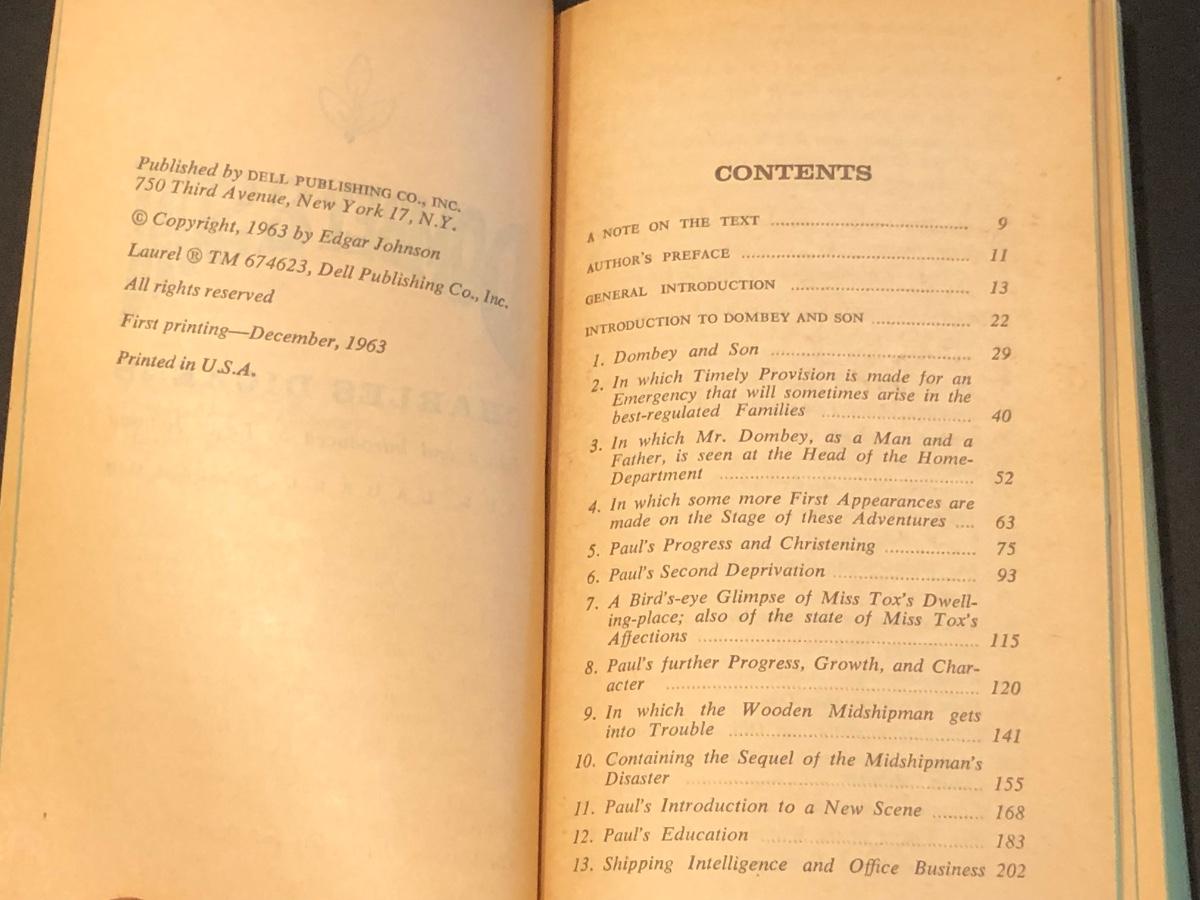 Published by DELL PUBLISHING CO., INC.
750 Third Avenue, New York 17, N.Y.
© Copyright, 1963 by Edgar Johnson
Laurel ® TM 674623, Dell Publishing Co., Inc.
All rights reserved
First printing—December, 1963
Printed in U.S.A.
CONTENTS
A NOTE ON THE TEXT .......... 9
AUTHOR'S PREFACE .......... 11
GENERAL INTRODUCTION .......... 13
INTRODUCTION TO DOMBEY AND SON .......... 22
1. Dombey and Son .......... 29
2. In which Timely Provision is made for an
Emergency that will sometimes arise in the
best-regulated Families .......... 40
3. In which Mr. Dombey, as a Man and a
Father, is seen at the Head of the Home-
Department .......... 52
4. In which some more First Appearances are
made on the Stage of these Adventures .... 63
5. Paul's Progress and Christening .......... 75
6. Paul's Second Deprivation .......... 93
7. A Bird's-eye Glimpse of Miss Tox's Dwell-
ing-place; also of the state of Miss Tox's
Affections .......... 115
8. Paul's further Progress, Growth, and Char-
acter .......... 120
9. In which the Wooden Midshipman gets
into Trouble .......... 141
10. Containing the Sequel of the Midshipman's
Disaster .......... 155
11. Paul's Introduction to a New Scene .......... 168
12. Paul's Education .......... 183
13. Shipping Intelligence and Office Business 202